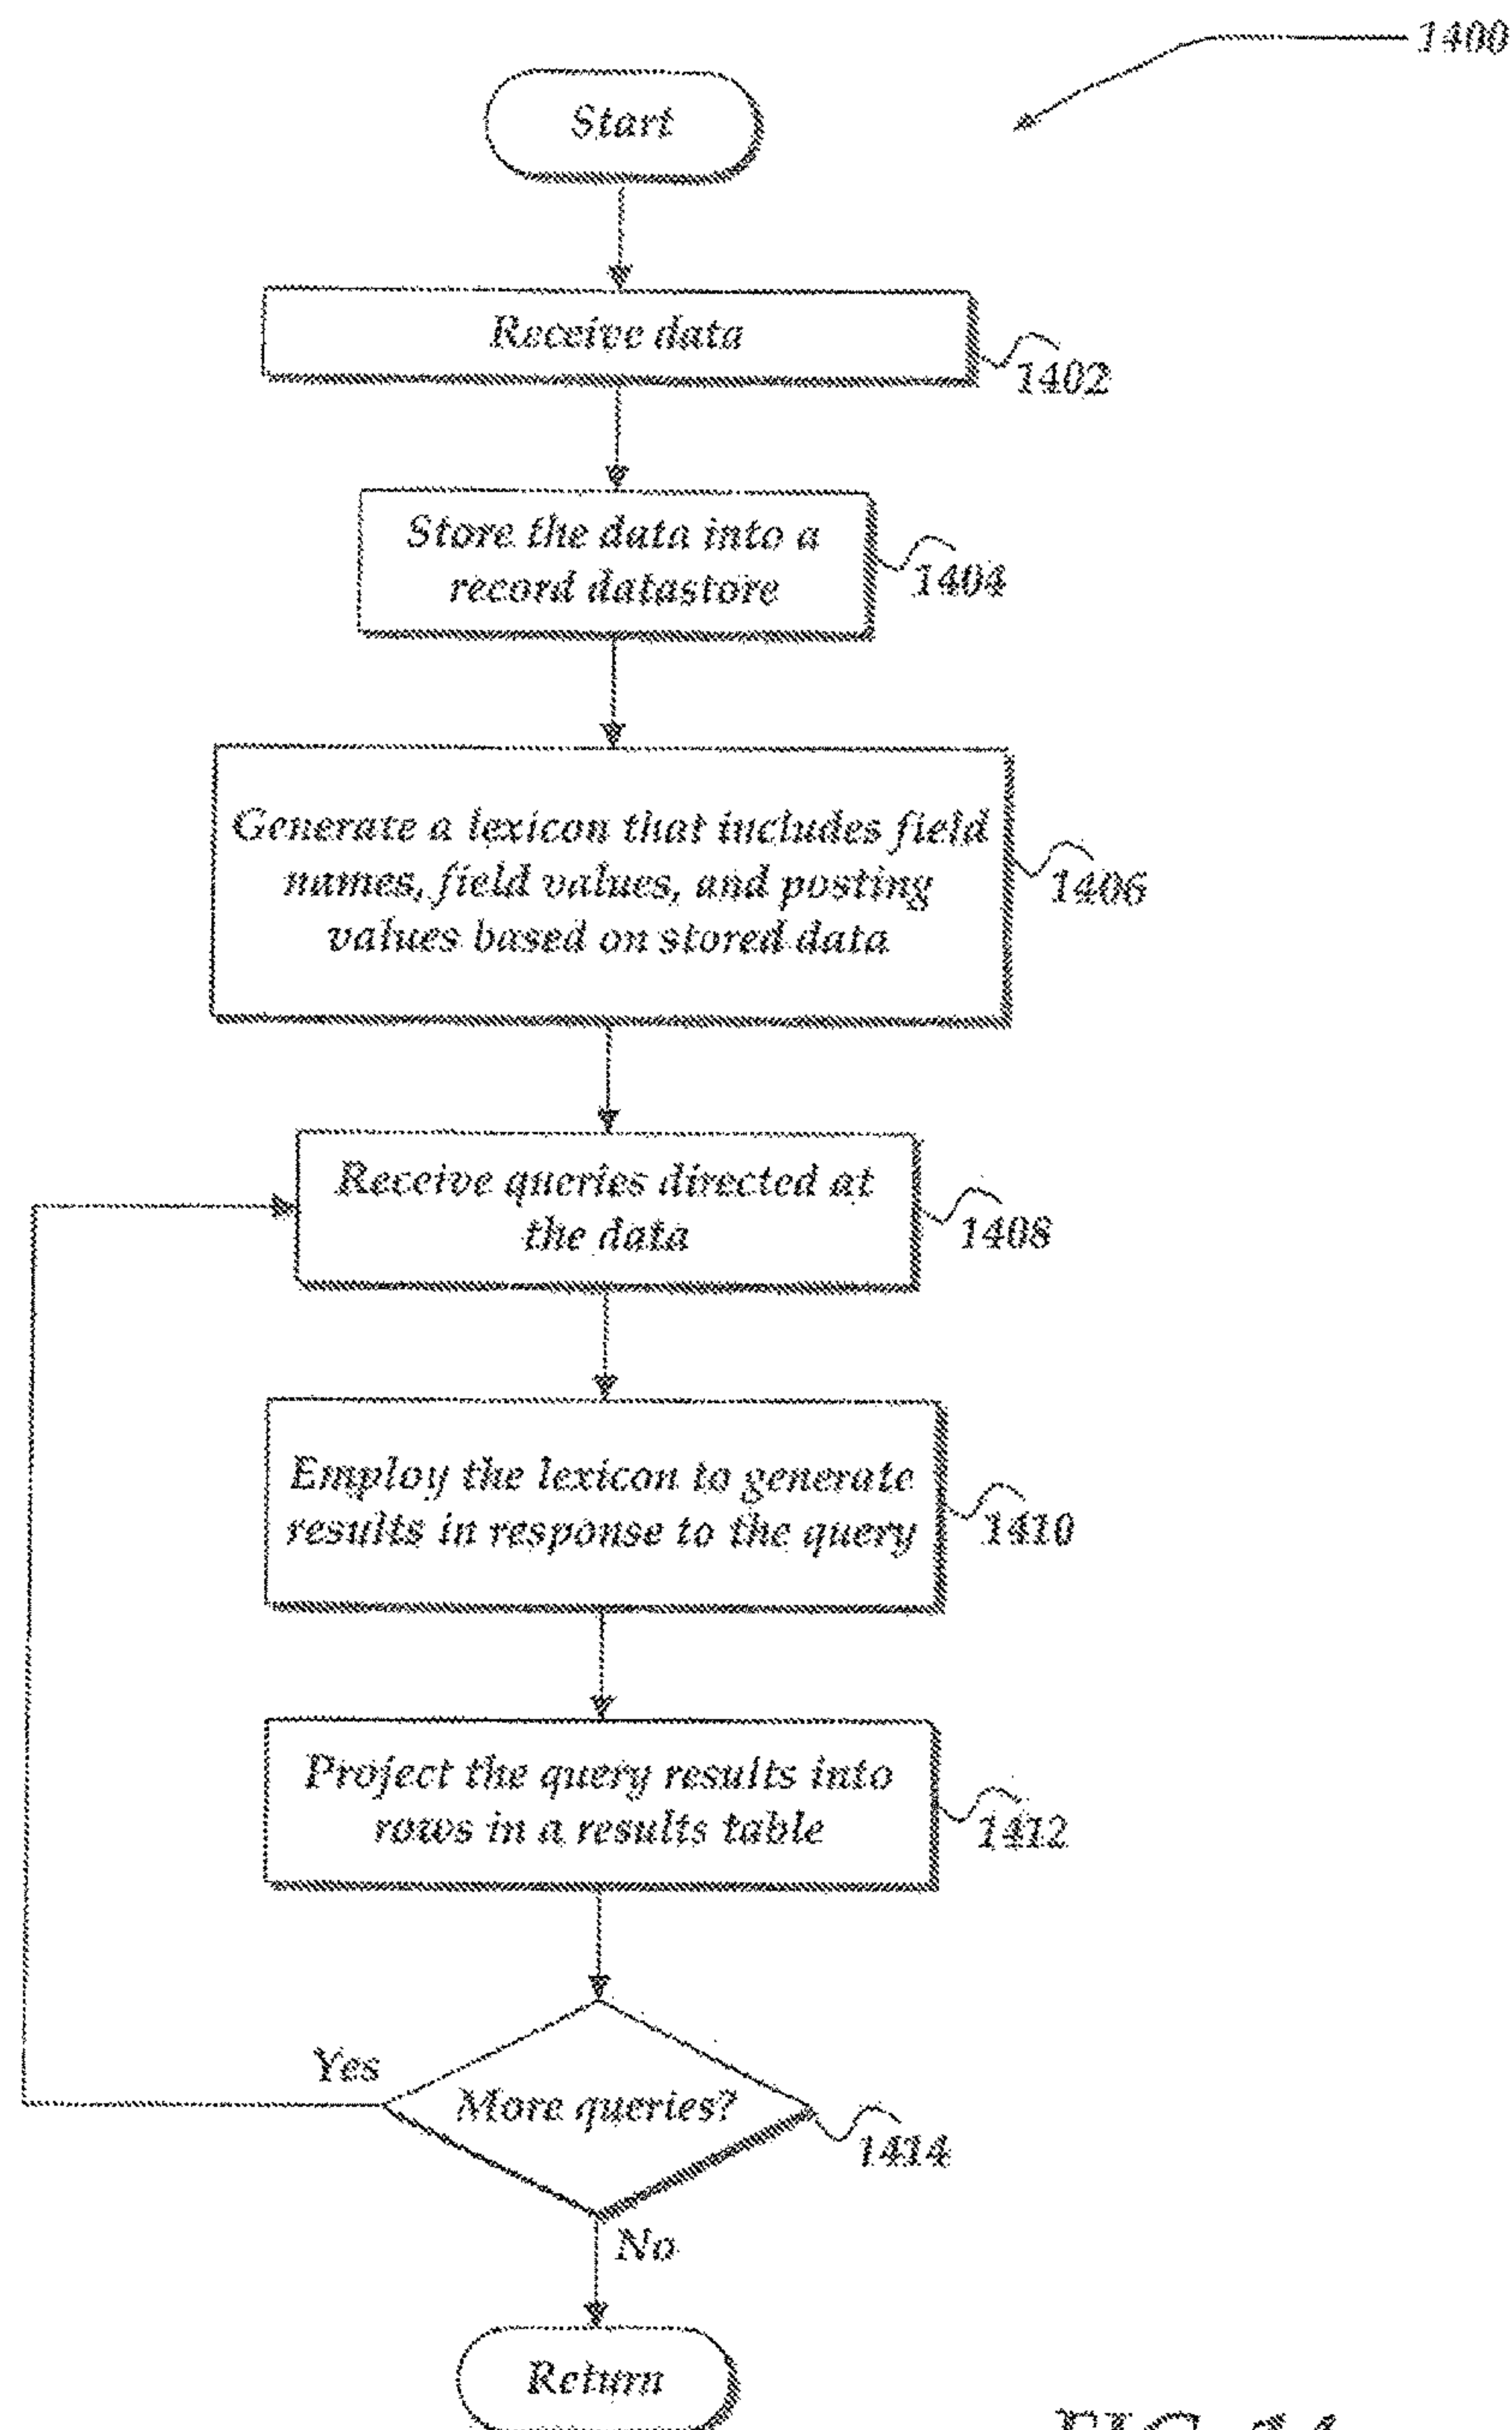 1400
Start
Receive data
1402
Store the data into a
record datastore
1404
Generate a lexicon that includes field
names, field values, and posting
values based on stored data
1406
Receive queries directed at
the data
1408
Employ the lexicon to generate
results in response to the query
1410
Project the query results into
rows in a results table
1412
Yes
More queries?
1414
No
Return